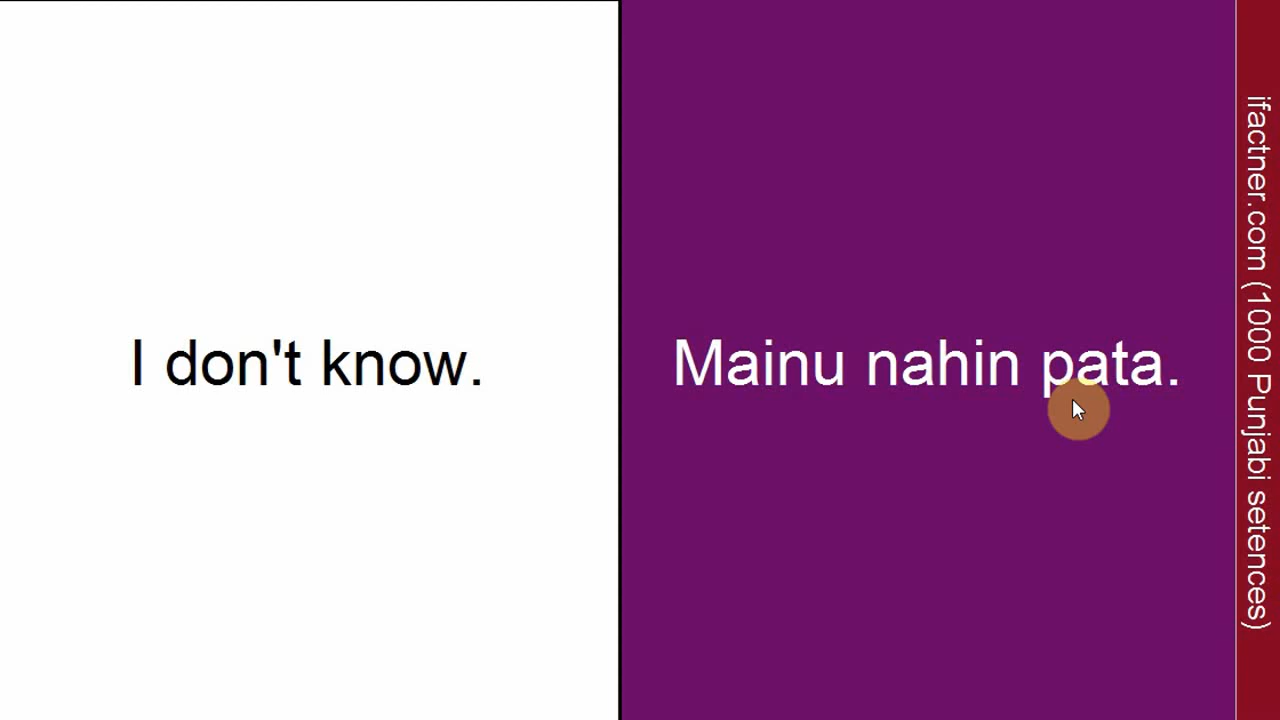 I don't know.
Mainu nahin pata.
ifactner.com (1000 Punjabi setences)